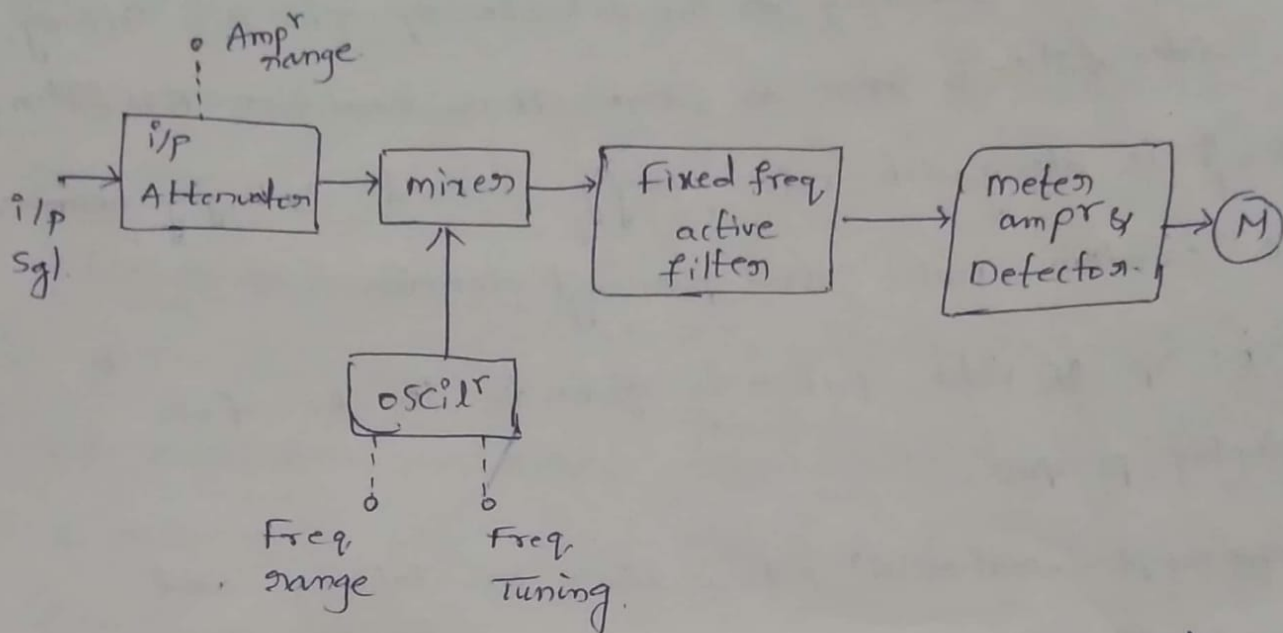 Ampʳ
range
i/p
Attenuator
mixer
Fixed freq
active
filter
meter
ampʳ &
Detector.
M
i/p
Sgl.
oscilʳ
Freq
range
Freq.
Tuning.